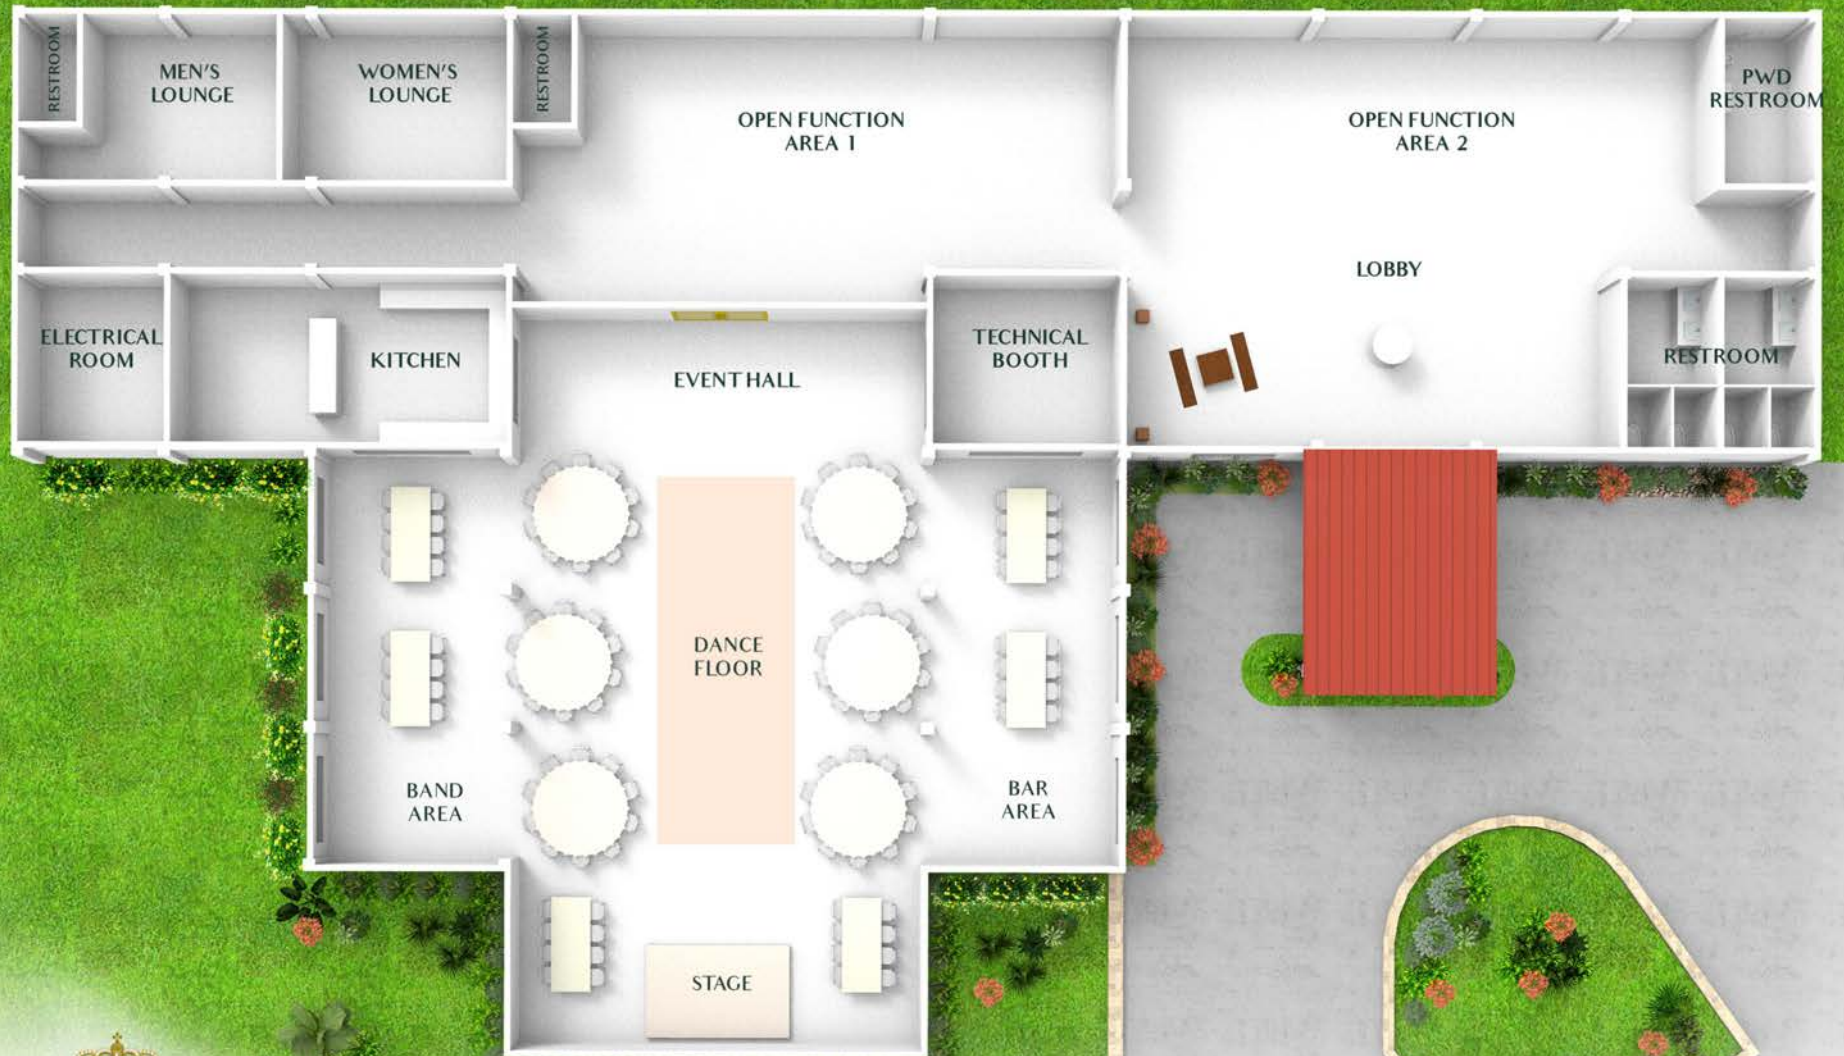 RESTROOM
MEN'S
LOUNGE
WOMEN'S
LOUNGE
RESTROOM
OPEN FUNCTION
AREA 1
OPEN FUNCTION
AREA 2
PWD
RESTROOM
LOBBY
ELECTRICAL
ROOM
KITCHEN
EVENT HALL
TECHNICAL
BOOTH
RESTROOM
DANCE
FLOOR
BAND
AREA
BAR
AREA
STAGE